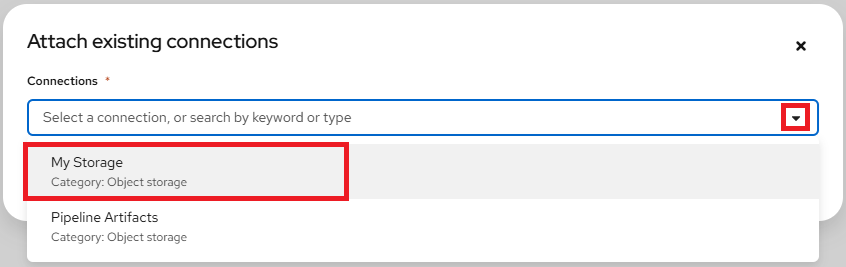 Attach existing connections
Connections *
Select a connection, or search by keyword or type
My Storage
Category: Object storage
Pipeline Artifacts
Category: Object storage